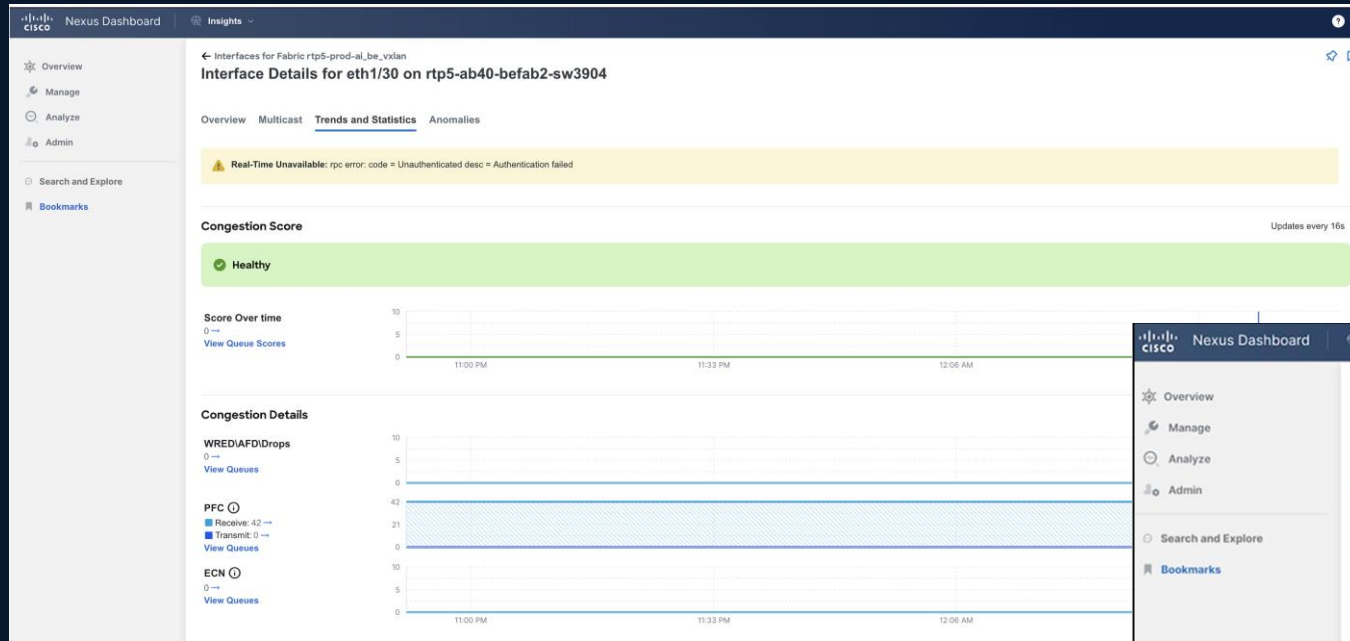 CISCO Nexus Dashboard Insights
Overview
Manage
Analyze
Admin
Search and Explore
Bookmarks
← Interfaces for Fabric rtp5-prod-ai_be_vxlan
Interface Details for eth1/30 on rtp5-ab40-befab2-sw3904
Overview Multicast Trends and Statistics Anomalies
Real-Time Unavailable: rpc error: code = Unauthenticated desc = Authentication failed
Congestion Score
Updates every 16s
Healthy
Score Over time
0 →
View Queue Scores
10
5
0
11:00 PM 11:33 PM 12:06 AM
Congestion Details
WRED\AFD\Drops
0 →
View Queues
10
5
0
PFC
Receive: 42 →
Transmit: 0 →
View Queues
42
21
0
ECN
0 →
View Queues
10
5
0
11:00 PM 11:33 PM 12:06 AM
CISCO Nexus Dashboard
Overview
Manage
Analyze
Admin
Search and Explore
Bookmarks